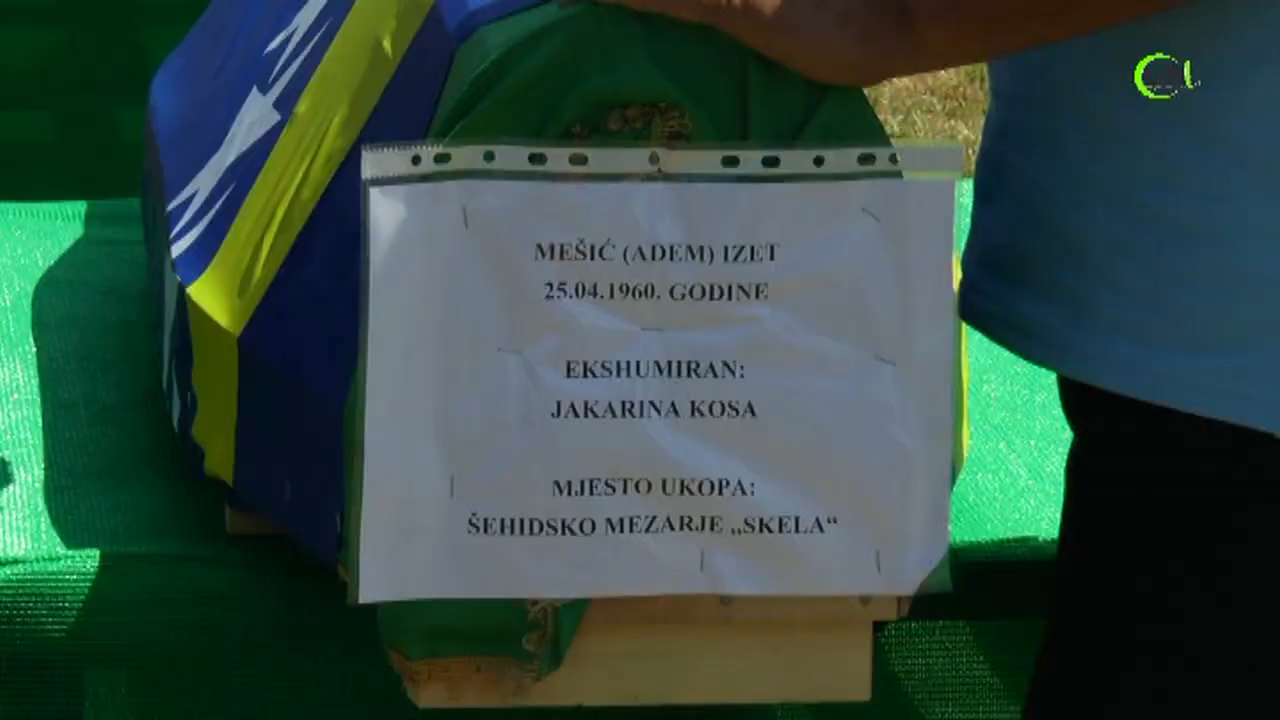 MEŠIĆ (ADEM) IZET
25.04.1960. GODINE
EKSHUMIRAN:
JAKARINA KOSA
MJESTO UKOPA:
ŠEHIDSKO MEZARJE „SKELA“